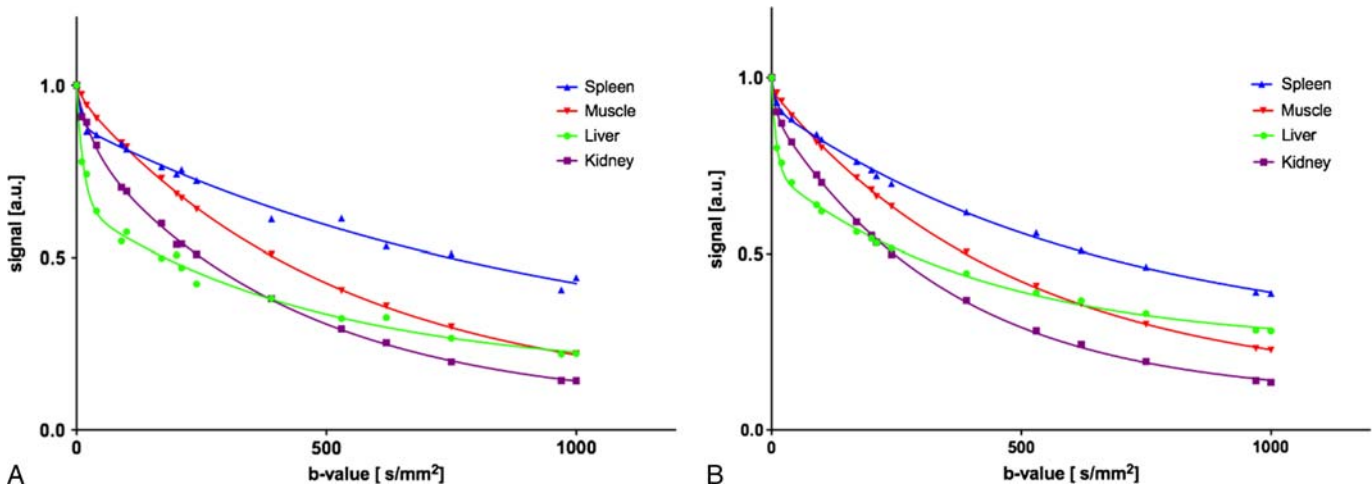 1.0
0.5
0.0
signal [a.u.]
Spleen
Muscle
Liver
Kidney
0
500
1000
b-value [ s/mm²]
A
1.0
0.5
0.0
signal [a.u.]
Spleen
Muscle
Liver
Kidney
0
500
1000
b-value [ s/mm²]
B